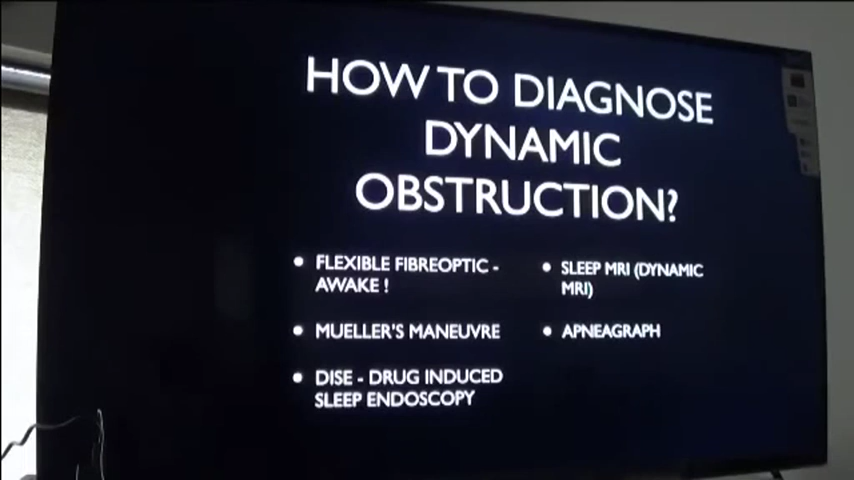 HOW TO DIAGNOSE
DYNAMIC
OBSTRUCTION?
• FLEXIBLE FIBREOPTIC -
AWAKE !
• MUELLER'S MANEUVRE
• DISE - DRUG INDUCED
SLEEP ENDOSCOPY
• SLEEP MRI (DYNAMIC
MRI)
• APNEAGRAPH